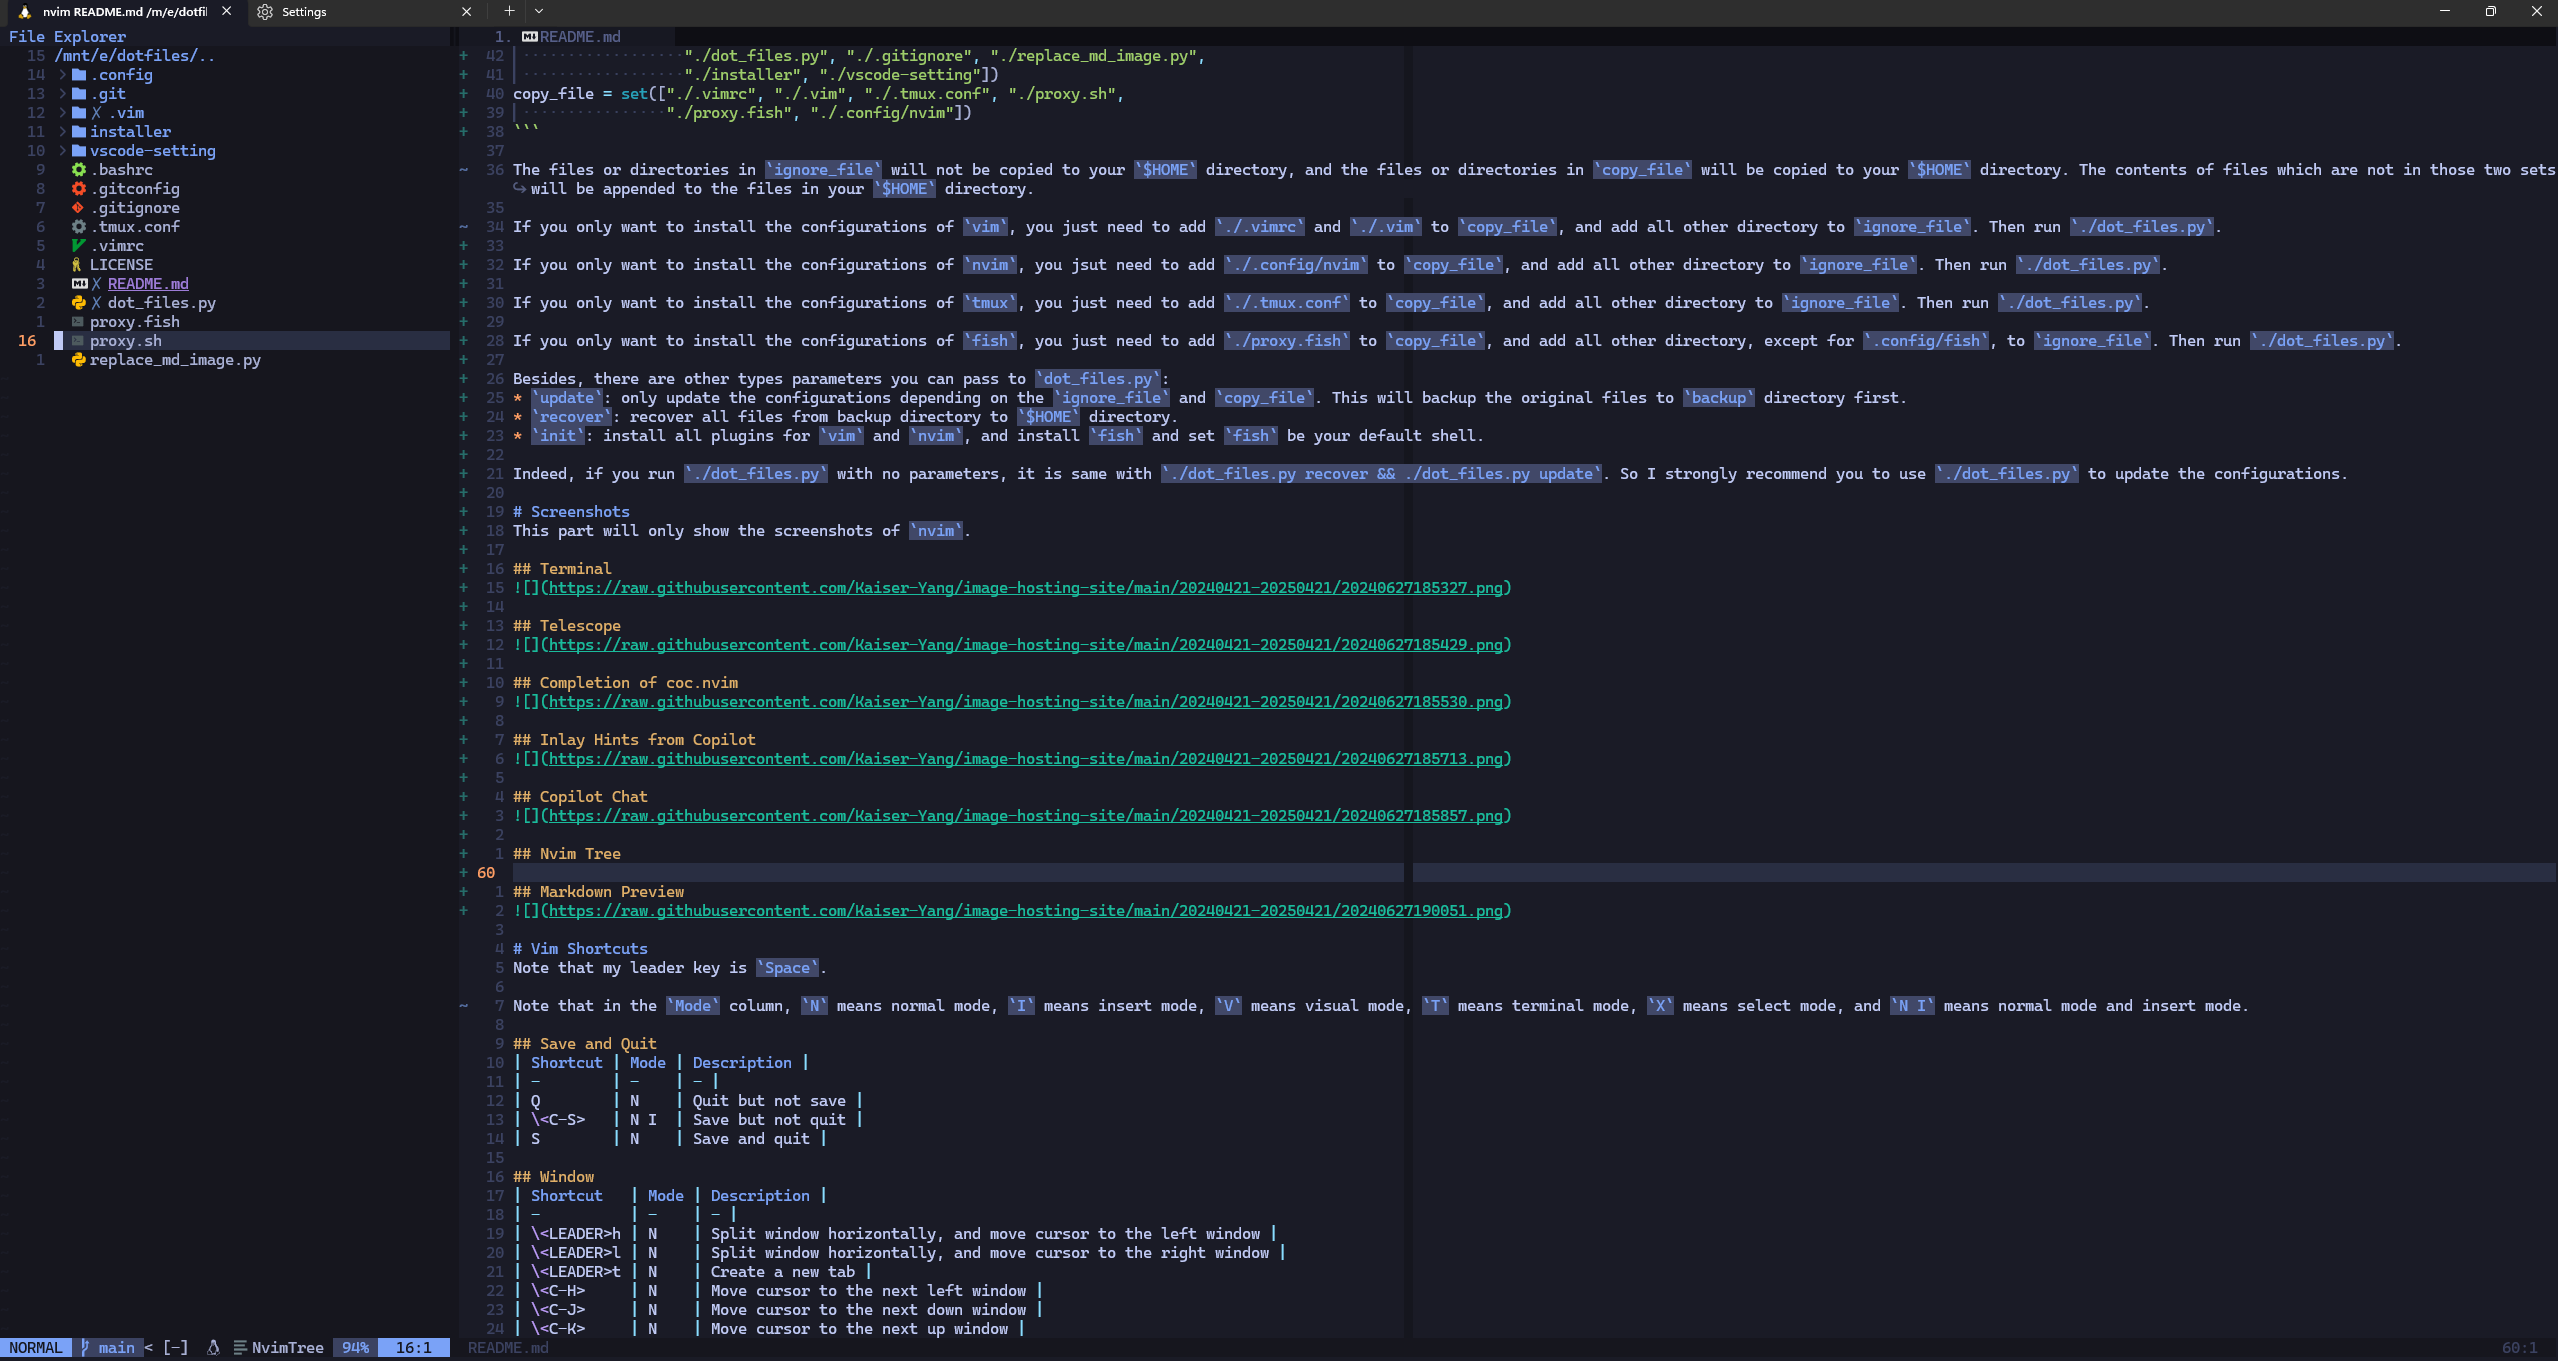 nvim README.md /m/e/dotfil
Settings
File Explorer
15 /mnt/e/dotfiles/..
14 .config
13 .git
12 ✗ .vim
11 installer
10 vscode-setting
9 .bashrc
8 .gitconfig
7 .gitignore
6 .tmux.conf
5 .vimrc
4 LICENSE
3 ✗ README.md
2 ✗ dot_files.py
1 proxy.fish
16 proxy.sh
1 replace_md_image.py
1. README.md
+ 42 "./dot_files.py", "./.gitignore", "./replace_md_image.py",
+ 41 "./installer", "./vscode-setting"])
+ 40 copy_file = set(["./.vimrc", "./.vim", "./.tmux.conf", "./proxy.sh",
+ 39 "./proxy.fish", "./.config/nvim"])
+ 38 ```
37
~ 36 The files or directories in `ignore_file` will not be copied to your `$HOME` directory, and the files or directories in `copy_file` will be copied to your `$HOME` directory. The contents of files which are not in those two sets
will be appended to the files in your `$HOME` directory.
35
~ 34 If you only want to install the configurations of `vim`, you just need to add `./.vimrc` and `./.vim` to `copy_file`, and add all other directory to `ignore_file`. Then run `./dot_files.py`.
+ 33
+ 32 If you only want to install the configurations of `nvim`, you jsut need to add `./.config/nvim` to `copy_file`, and add all other directory to `ignore_file`. Then run `./dot_files.py`.
+ 31
+ 30 If you only want to install the configurations of `tmux`, you just need to add `./.tmux.conf` to `copy_file`, and add all other directory to `ignore_file`. Then run `./dot_files.py`.
+ 29
+ 28 If you only want to install the configurations of `fish`, you just need to add `./proxy.fish` to `copy_file`, and add all other directory, except for `.config/fish`, to `ignore_file`. Then run `./dot_files.py`.
+ 27
+ 26 Besides, there are other types parameters you can pass to `dot_files.py`:
+ 25 * `update`: only update the configurations depending on the `ignore_file` and `copy_file`. This will backup the original files to `backup` directory first.
+ 24 * `recover`: recover all files from backup directory to `$HOME` directory.
+ 23 * `init`: install all plugins for `vim` and `nvim`, and install `fish` and set `fish` be your default shell.
+ 22
+ 21 Indeed, if you run `./dot_files.py` with no parameters, it is same with `./dot_files.py recover && ./dot_files.py update`. So I strongly recommend you to use `./dot_files.py` to update the configurations.
+ 20
+ 19 # Screenshots
+ 18 This part will only show the screenshots of `nvim`.
+ 17
+ 16 ## Terminal
+ 15 ![](https://raw.githubusercontent.com/Kaiser-Yang/image-hosting-site/main/20240421-20250421/20240627185327.png)
+ 14
+ 13 ## Telescope
+ 12 ![](https://raw.githubusercontent.com/Kaiser-Yang/image-hosting-site/main/20240421-20250421/20240627185429.png)
+ 11
+ 10 ## Completion of coc.nvim
+ 9 ![](https://raw.githubusercontent.com/Kaiser-Yang/image-hosting-site/main/20240421-20250421/20240627185530.png)
+ 8
+ 7 ## Inlay Hints from Copilot
+ 6 ![](https://raw.githubusercontent.com/Kaiser-Yang/image-hosting-site/main/20240421-20250421/20240627185713.png)
+ 5
+ 4 ## Copilot Chat
+ 3 ![](https://raw.githubusercontent.com/Kaiser-Yang/image-hosting-site/main/20240421-20250421/20240627185857.png)
+ 2
+ 1 ## Nvim Tree
+ 60
+ 1 ## Markdown Preview
+ 2 ![](https://raw.githubusercontent.com/Kaiser-Yang/image-hosting-site/main/20240421-20250421/20240627190051.png)
3
4 # Vim Shortcuts
5 Note that my leader key is `Space`.
6
~ 7 Note that in the `Mode` column, `N` means normal mode, `I` means insert mode, `V` means visual mode, `T` means terminal mode, `X` means select mode, and `N I` means normal mode and insert mode.
8
9 ## Save and Quit
10 | Shortcut | Mode | Description |
11 | - | - | - |
12 | Q | N | Quit but not save |
13 | \<C-S> | N I | Save but not quit |
14 | S | N | Save and quit |
15
16 ## Window
17 | Shortcut | Mode | Description |
18 | - | - | - |
19 | \<LEADER>h | N | Split window horizontally, and move cursor to the left window |
20 | \<LEADER>l | N | Split window horizontally, and move cursor to the right window |
21 | \<LEADER>t | N | Create a new tab |
22 | \<C-H> | N | Move cursor to the next left window |
23 | \<C-J> | N | Move cursor to the next down window |
24 | \<C-K> | N | Move cursor to the next up window |
NORMAL main < [-] NvimTree 94% 16:1 README.md 60:1